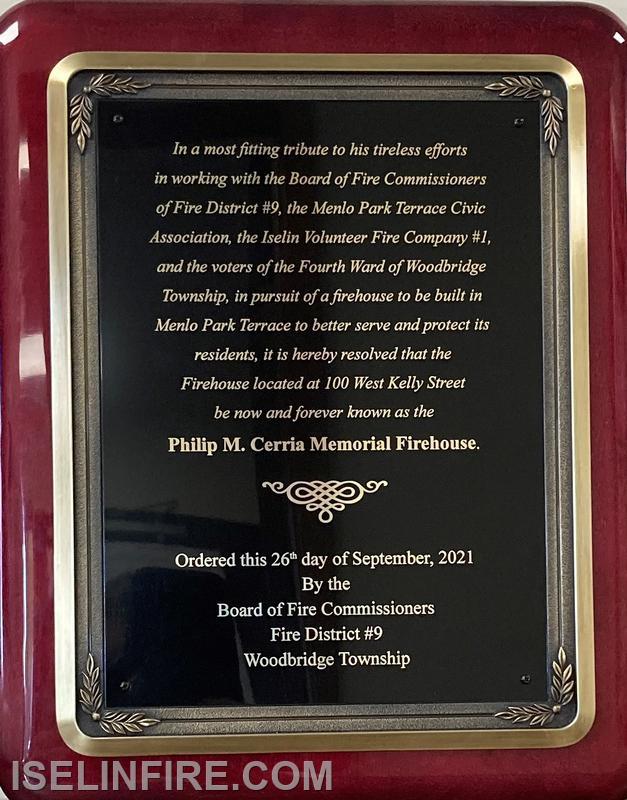 In a most fitting tribute to his tireless efforts
in working with the Board of Fire Commissioners
of Fire District #9, the Menlo Park Terrace Civic
Association, the Iselin Volunteer Fire Company #1,
and the voters of the Fourth Ward of Woodbridge
Township, in pursuit of a firehouse to be built in
Menlo Park Terrace to better serve and protect its
residents, it is hereby resolved that the
Firehouse located at 100 West Kelly Street
be now and forever known as the
Philip M. Cerria Memorial Firehouse.
Ordered this 26th day of September, 2021
By the
Board of Fire Commissioners
Fire District #9
Woodbridge Township
ISELINFIRE.COM